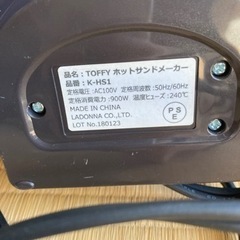 品名：TOFFY ホットサンドメーカー
品番：K-HS1
定格電圧：AC100V 定格周波数：50Hz/60Hz
定格消費電力：900W 温度ヒューズ：240℃
MADE IN CHINA
LADONNA CO.,LTD.
LOT No.180123
P S
E